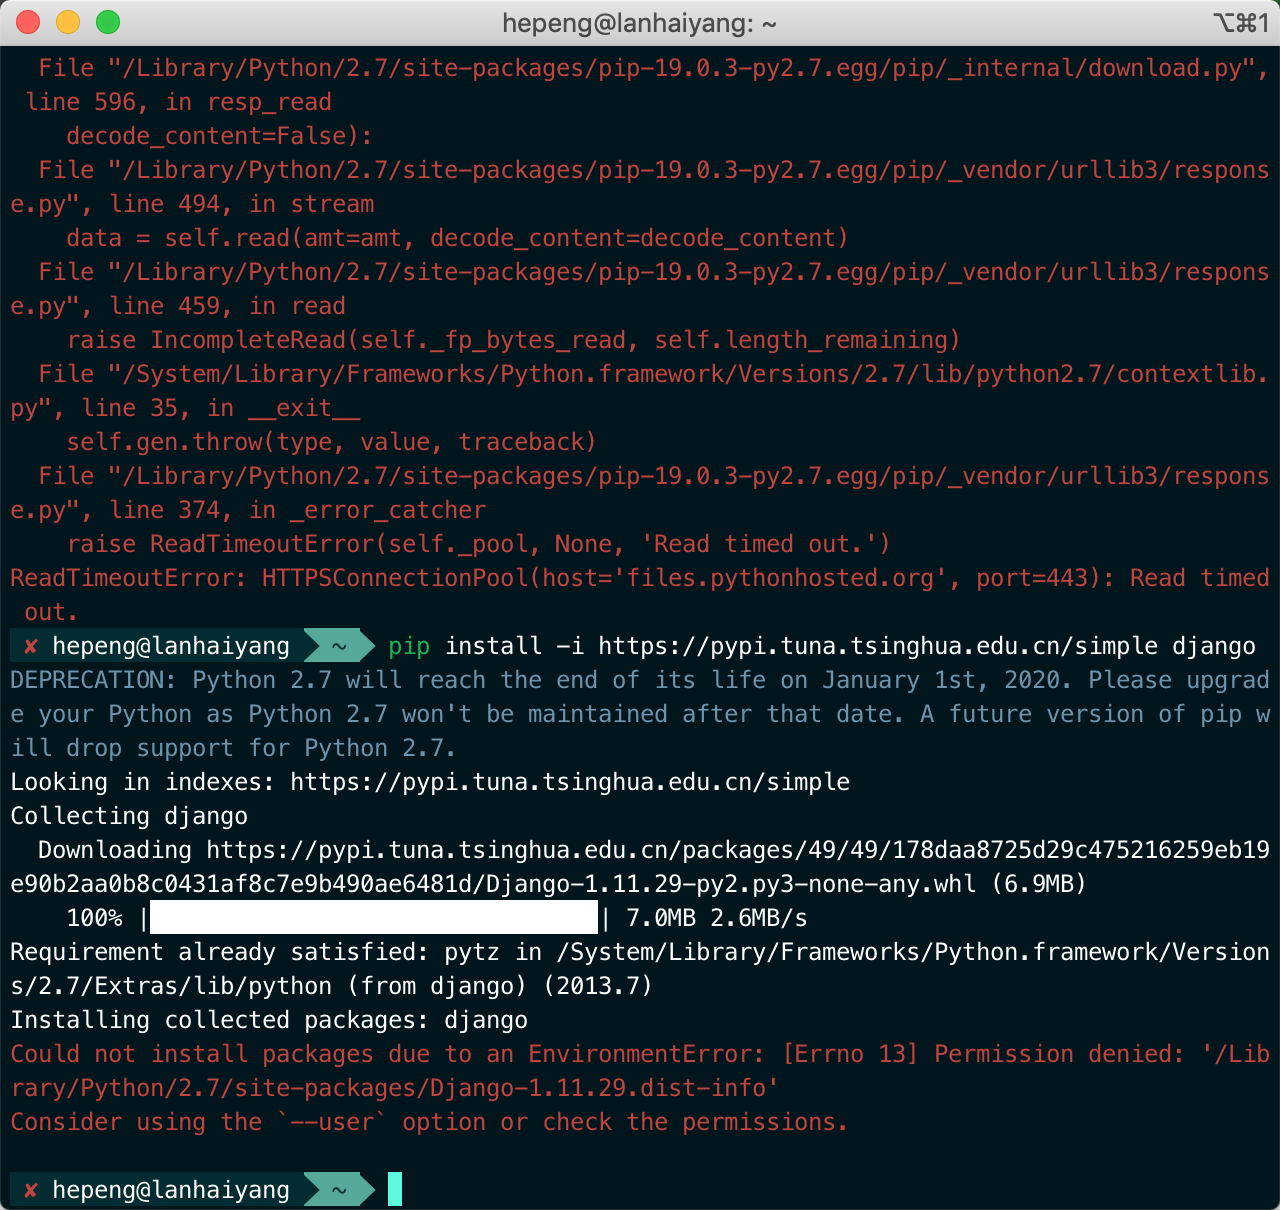 hepeng@lanhaiyang: ~
⌥⌘1
File "/Library/Python/2.7/site-packages/pip-19.0.3-py2.7.egg/pip/_internal/download.py",
line 596, in resp_read
decode_content=False):
File "/Library/Python/2.7/site-packages/pip-19.0.3-py2.7.egg/pip/_vendor/urllib3/respons
e.py", line 494, in stream
data = self.read(amt=amt, decode_content=decode_content)
File "/Library/Python/2.7/site-packages/pip-19.0.3-py2.7.egg/pip/_vendor/urllib3/respons
e.py", line 459, in read
raise IncompleteRead(self._fp_bytes_read, self.length_remaining)
File "/System/Library/Frameworks/Python.framework/Versions/2.7/lib/python2.7/contextlib.
py", line 35, in __exit__
self.gen.throw(type, value, traceback)
File "/Library/Python/2.7/site-packages/pip-19.0.3-py2.7.egg/pip/_vendor/urllib3/respons
e.py", line 374, in _error_catcher
raise ReadTimeoutError(self._pool, None, 'Read timed out.')
ReadTimeoutError: HTTPSConnectionPool(host='files.pythonhosted.org', port=443): Read timed
out.
✘ hepeng@lanhaiyang ~ pip install -i https://pypi.tuna.tsinghua.edu.cn/simple django
DEPRECATION: Python 2.7 will reach the end of its life on January 1st, 2020. Please upgrad
e your Python as Python 2.7 won't be maintained after that date. A future version of pip w
ill drop support for Python 2.7.
Looking in indexes: https://pypi.tuna.tsinghua.edu.cn/simple
Collecting django
Downloading https://pypi.tuna.tsinghua.edu.cn/packages/49/49/178daa8725d29c475216259eb19
e90b2aa0b8c0431af8c7e9b490ae6481d/Django-1.11.29-py2.py3-none-any.whl (6.9MB)
100% |████████████████████████████████| 7.0MB 2.6MB/s
Requirement already satisfied: pytz in /System/Library/Frameworks/Python.framework/Version
s/2.7/Extras/lib/python (from django) (2013.7)
Installing collected packages: django
Could not install packages due to an EnvironmentError: [Errno 13] Permission denied: '/Lib
rary/Python/2.7/site-packages/Django-1.11.29.dist-info'
Consider using the `--user` option or check the permissions.
✘ hepeng@lanhaiyang ~